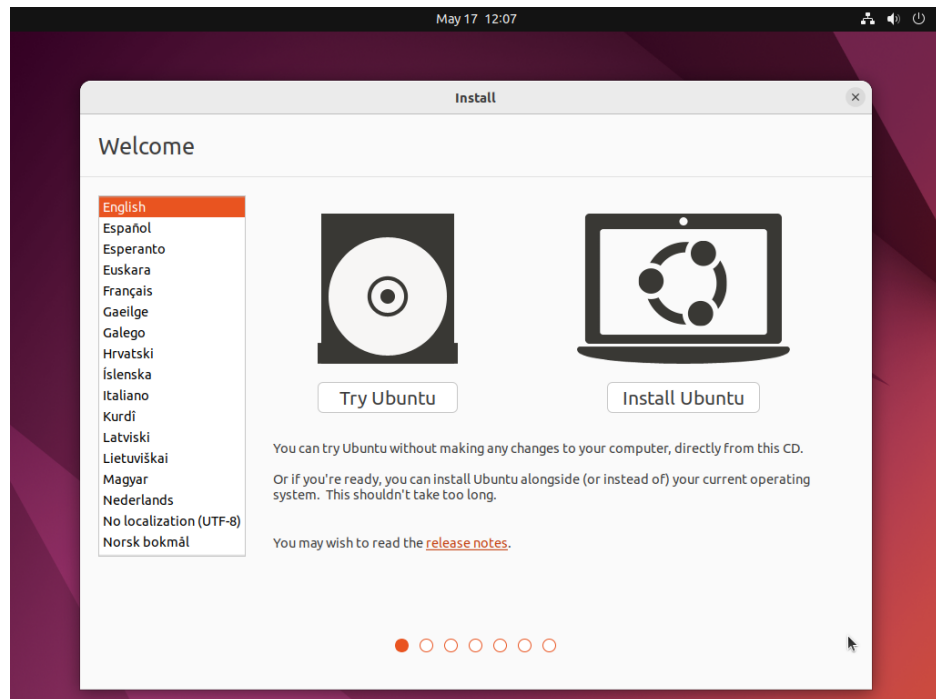 May 17 12:07
Install
Welcome
English
Español
Esperanto
Euskara
Français
Gaeilge
Galego
Hrvatski
Íslenska
Italiano
Kurdî
Latviski
Lietuviškai
Magyar
Nederlands
No localization (UTF-8)
Norsk bokmål
Try Ubuntu
Install Ubuntu
You can try Ubuntu without making any changes to your computer, directly from this CD.
Or if you're ready, you can install Ubuntu alongside (or instead of) your current operating
system. This shouldn't take too long.
You may wish to read the release notes.